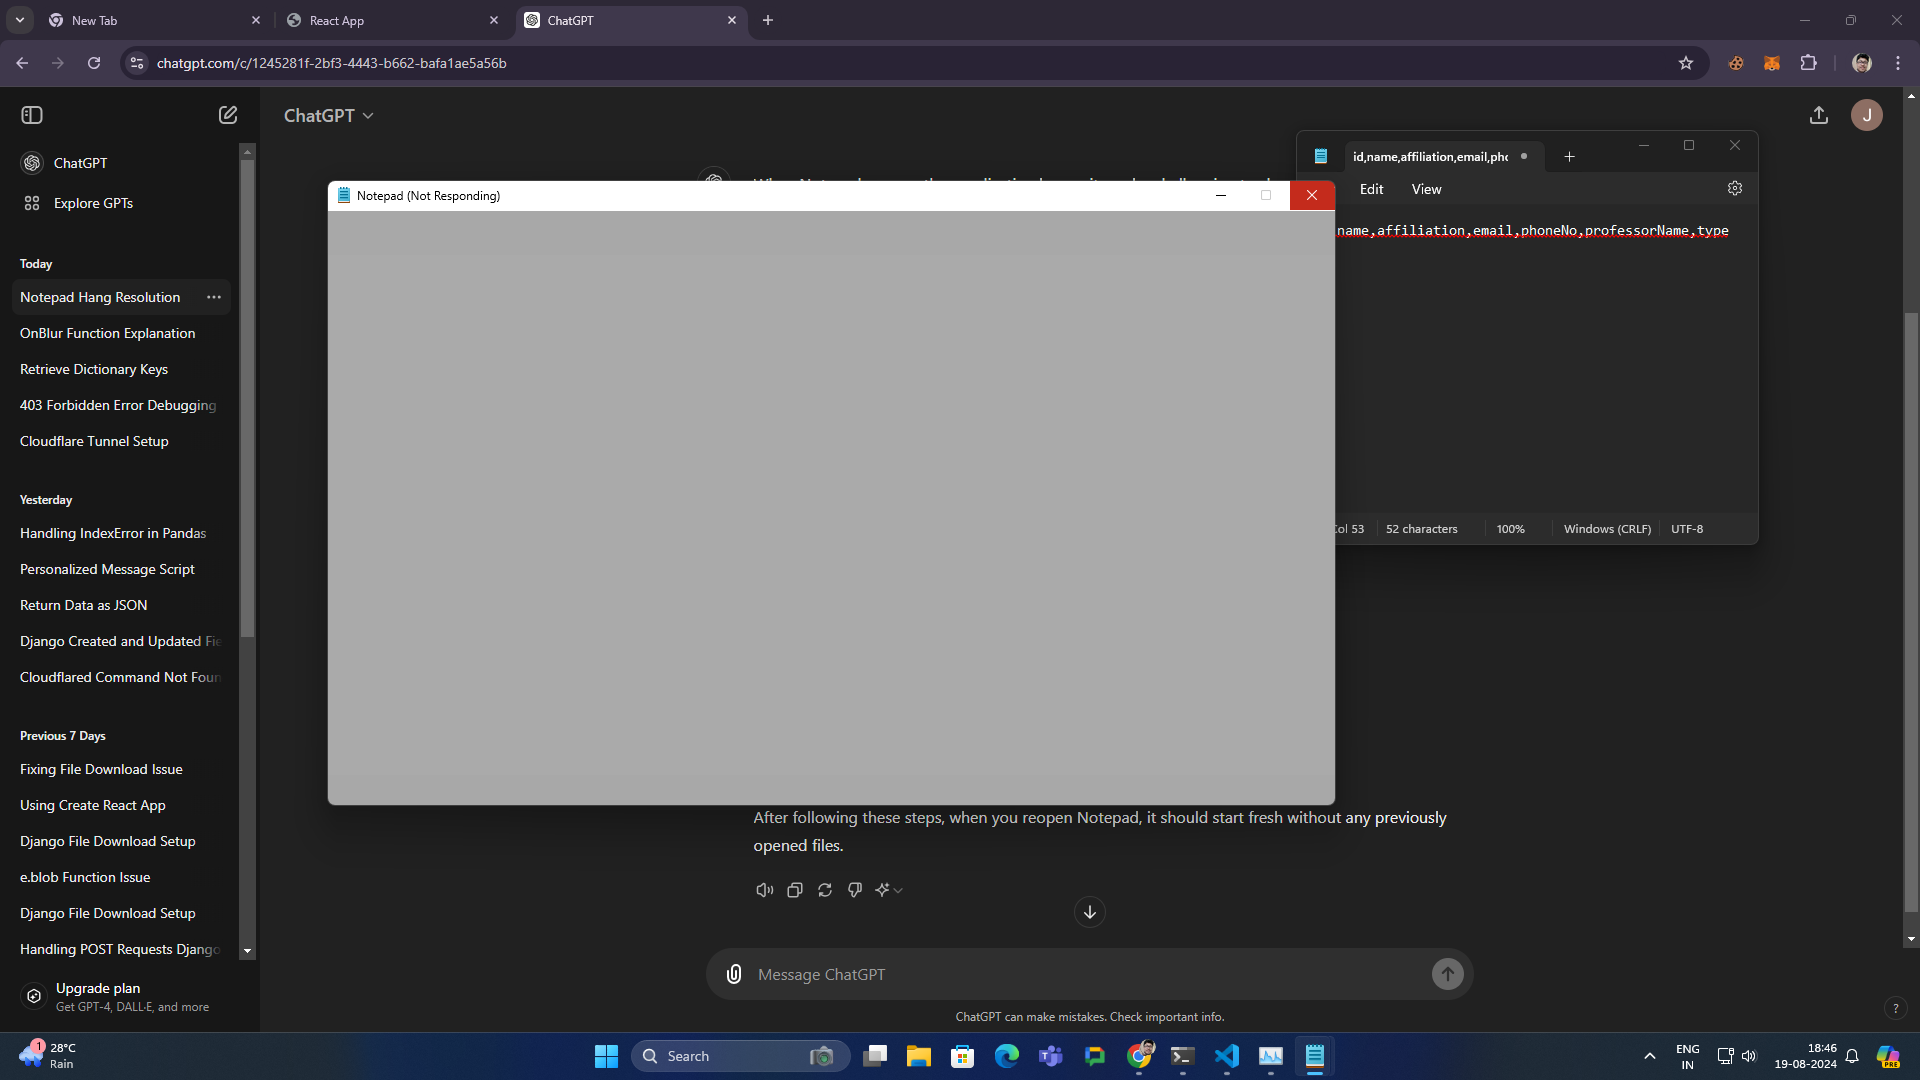 New Tab
React App
ChatGPT
chatgpt.com/c/1245281f-2bf3-4443-b662-bafa1ae5a56b
ChatGPT
Explore GPTs
Today
Notepad Hang Resolution
OnBlur Function Explanation
Retrieve Dictionary Keys
403 Forbidden Error Debugging
Cloudflare Tunnel Setup
Yesterday
Handling IndexError in Pandas
Personalized Message Script
Return Data as JSON
Django Created and Updated Fie
Cloudflared Command Not Foun
Previous 7 Days
Fixing File Download Issue
Using Create React App
Django File Download Setup
e.blob Function Issue
Django File Download Setup
Handling POST Requests Django
Upgrade plan
Get GPT-4, DALL·E, and more
ChatGPT
J
Notepad (Not Responding)
id,name,affiliation,email,pho
Edit View
name,affiliation,email,phoneNo,professorName,type
Col 53 52 characters 100% Windows (CRLF) UTF-8
After following these steps, when you reopen Notepad, it should start fresh without any previously
opened files.
Message ChatGPT
ChatGPT can make mistakes. Check important info.
?
1
28°C
Rain
Search
ENG
IN
18:46
19-08-2024
PRE